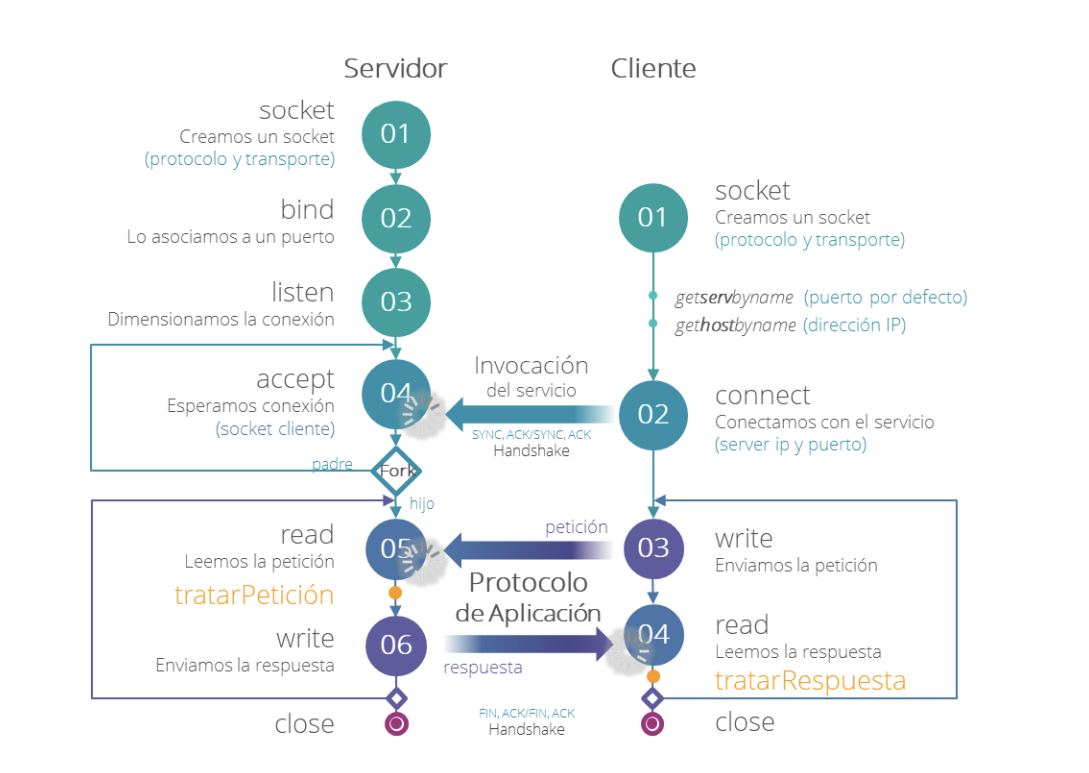 Servidor
Cliente
socket
Creamos un socket
(protocolo y transporte)
01
bind
Lo asociamos a un puerto
02
listen
Dimensionamos la conexión
03
accept
Esperamos conexión
(socket cliente)
04
padre
Fork
hijo
read
Leemos la petición
05
tratarPetición
write
Enviamos la respuesta
06
close
Invocación
del servicio
SYNC, ACK/SYNC, ACK
Handshake
petición
Protocolo
de Aplicación
respuesta
FIN, ACK/FIN, ACK
Handshake
01
socket
Creamos un socket
(protocolo y transporte)
getservbyname (puerto por defecto)
gethostbyname (dirección IP)
02
connect
Conectamos con el servicio
(server ip y puerto)
03
write
Enviamos la petición
04
read
Leemos la respuesta
tratarRespuesta
close